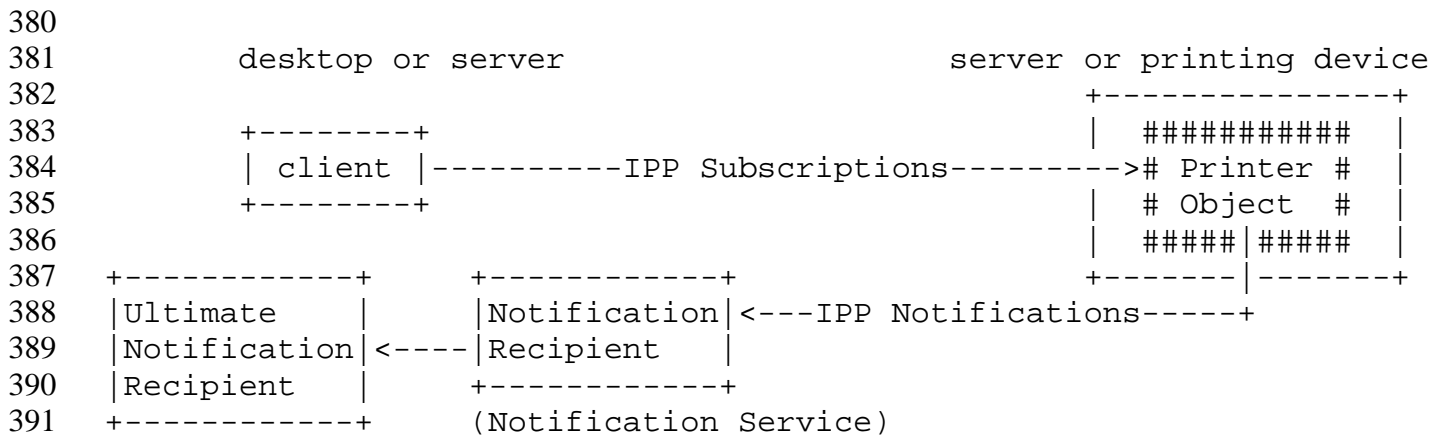 380
381 desktop or server server or printing device
382 +---------------+
383 +--------+ | ########### |
384 | client |----------IPP Subscriptions--------->#  Printer # |
385 +--------+ | # Object # |
386 | #####|##### |
387 +------------+ +------------+ +-------|-------+
388 |Ultimate | |Notification|<---IPP Notifications-----+
389 |Notification|<----|Recipient |
390 |Recipient | +------------+
391 +------------+ (Notification Service)